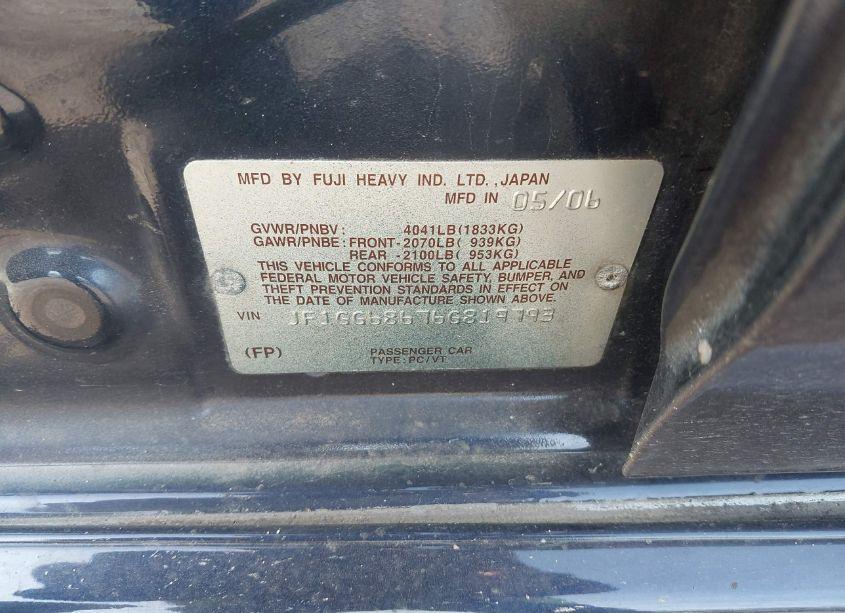 MFD BY FUJI HEAVY IND. LTD., JAPAN
MFD IN 05/06
GVWR/PNBV: 4041LB(1833KG)
GAWR/PNBE: FRONT-2070LB( 939KG)
REAR -2100LB( 953KG)
THIS VEHICLE CONFORMS TO ALL APPLICABLE
FEDERAL MOTOR VEHICLE SAFETY, BUMPER, AND
THEFT PREVENTION STANDARDS IN EFFECT ON
THE DATE OF MANUFACTURE SHOWN ABOVE.
VIN JF1GG68676G819793
(FP) PASSENGER CAR
TYPE: PC/VT